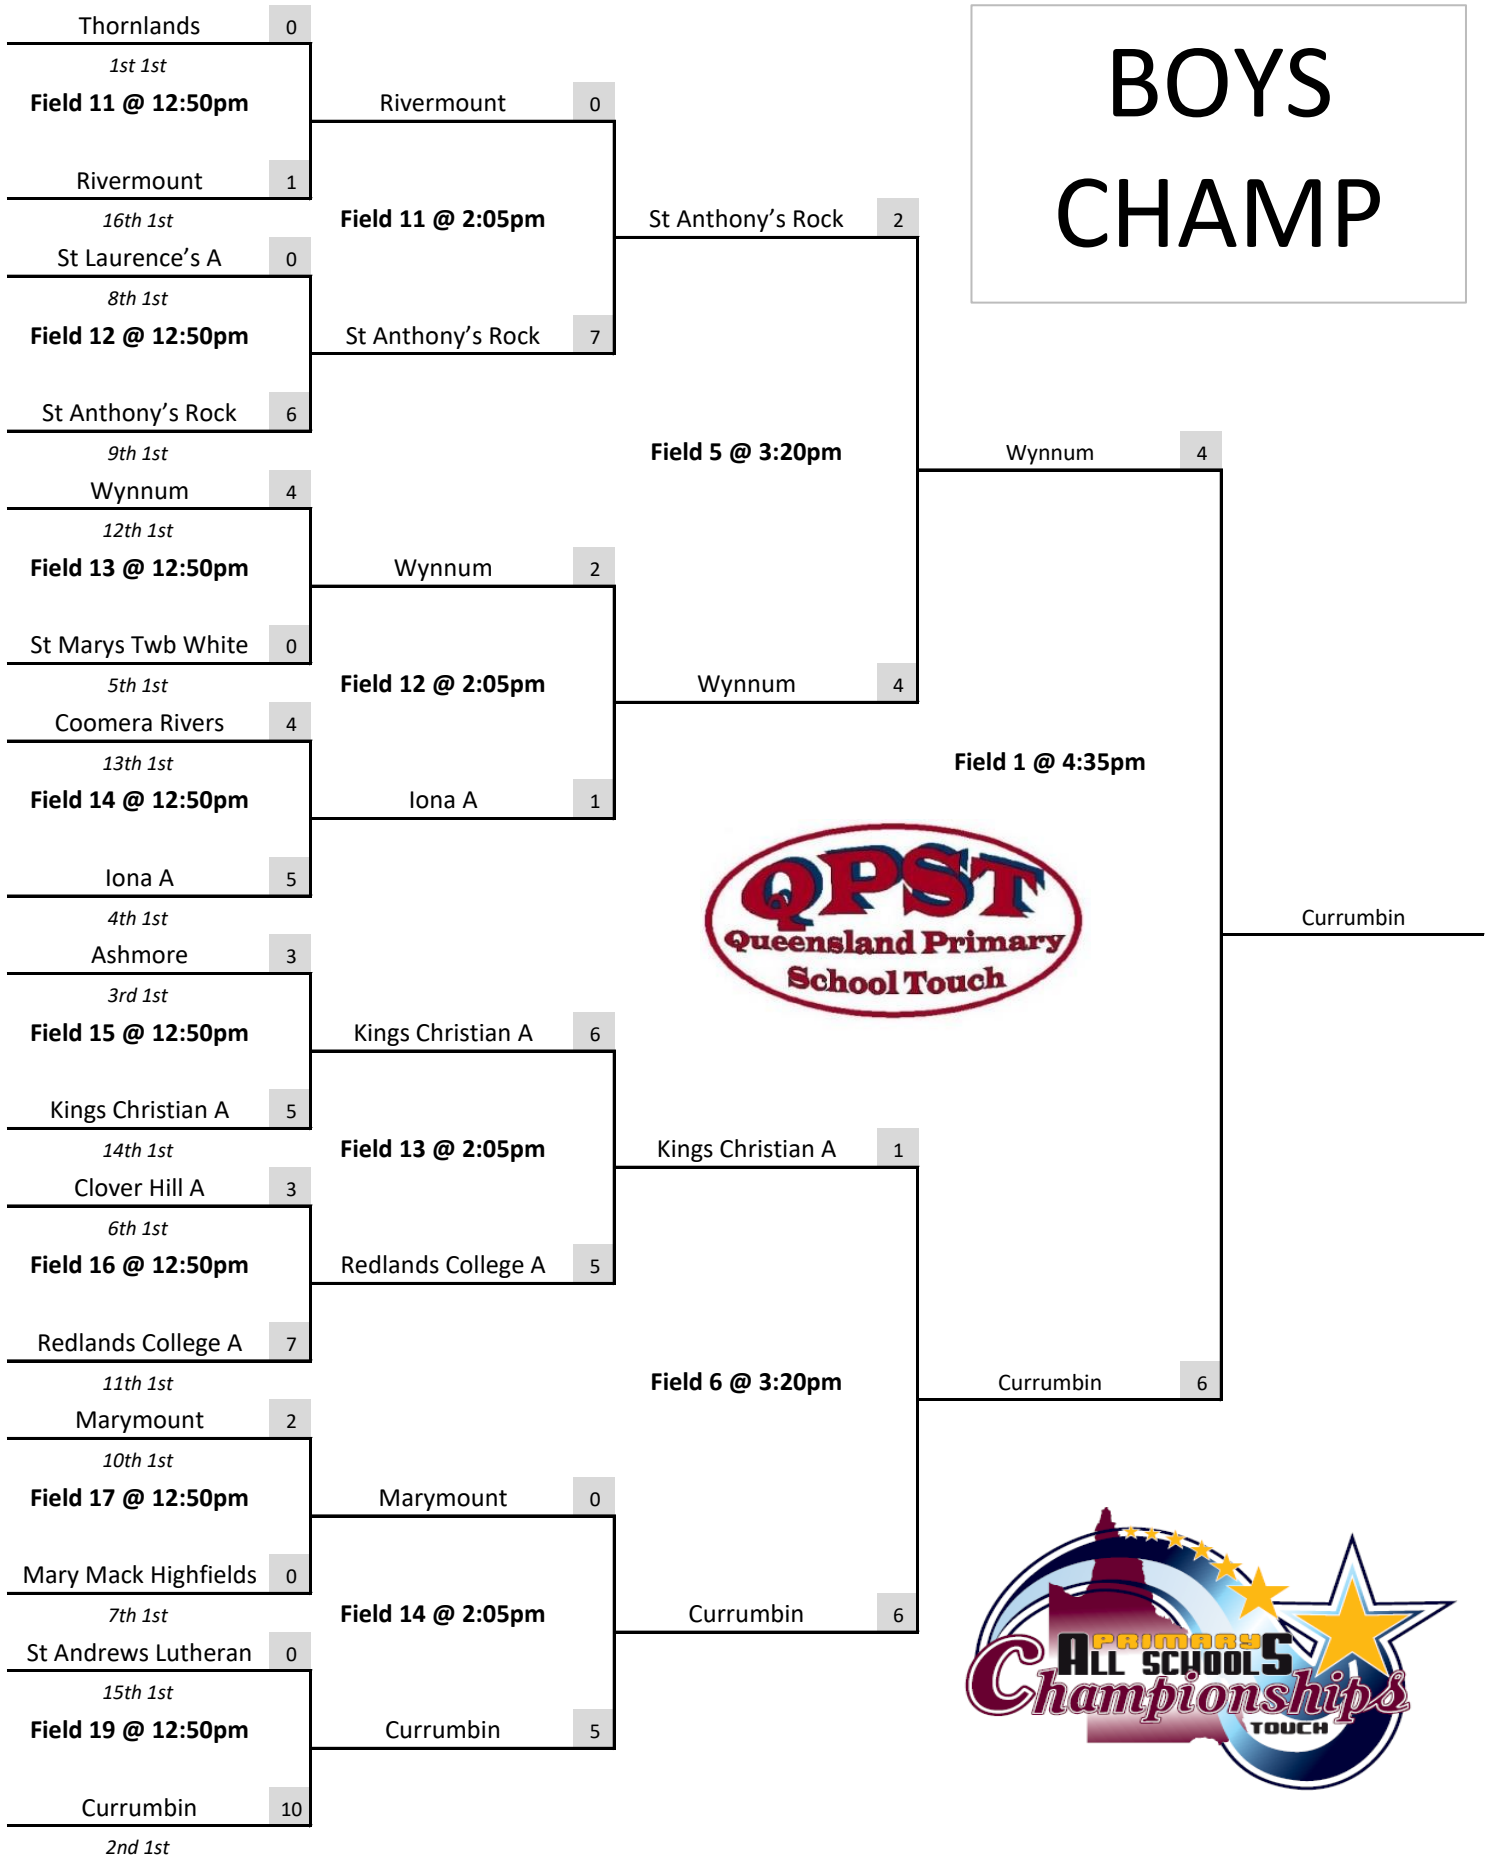 BOYS
CHAMP
Thornlands 0
1st 1st
Field 11 @ 12:50pm
Rivermount 1
16th 1st
St Laurence’s A 0
8th 1st
Field 12 @ 12:50pm
St Anthony’s Rock 6
9th 1st
Wynnum 4
12th 1st
Field 13 @ 12:50pm
St Marys Twb White 0
5th 1st
Coomera Rivers 4
13th 1st
Field 14 @ 12:50pm
Iona A 5
4th 1st
Ashmore 3
3rd 1st
Field 15 @ 12:50pm
Kings Christian A 5
14th 1st
Clover Hill A 3
6th 1st
Field 16 @ 12:50pm
Redlands College A 7
11th 1st
Marymount 2
10th 1st
Field 17 @ 12:50pm
Mary Mack Highfields 0
7th 1st
St Andrews Lutheran 0
15th 1st
Field 19 @ 12:50pm
Currumbin 10
2nd 1st
Rivermount 0
Field 11 @ 2:05pm
St Anthony’s Rock 7
Wynnum 2
Field 12 @ 2:05pm
Iona A 1
Kings Christian A 6
Field 13 @ 2:05pm
Redlands College A 5
Marymount 0
Field 14 @ 2:05pm
Currumbin 5
St Anthony’s Rock 2
Field 5 @ 3:20pm
Wynnum 4
Kings Christian A 1
Field 6 @ 3:20pm
Currumbin 6
Wynnum 4
Field 1 @ 4:35pm
Currumbin 6
Currumbin
QPST
Queensland Primary
School Touch
PRIMARY
ALL SCHOOLS
Championships
TOUCH